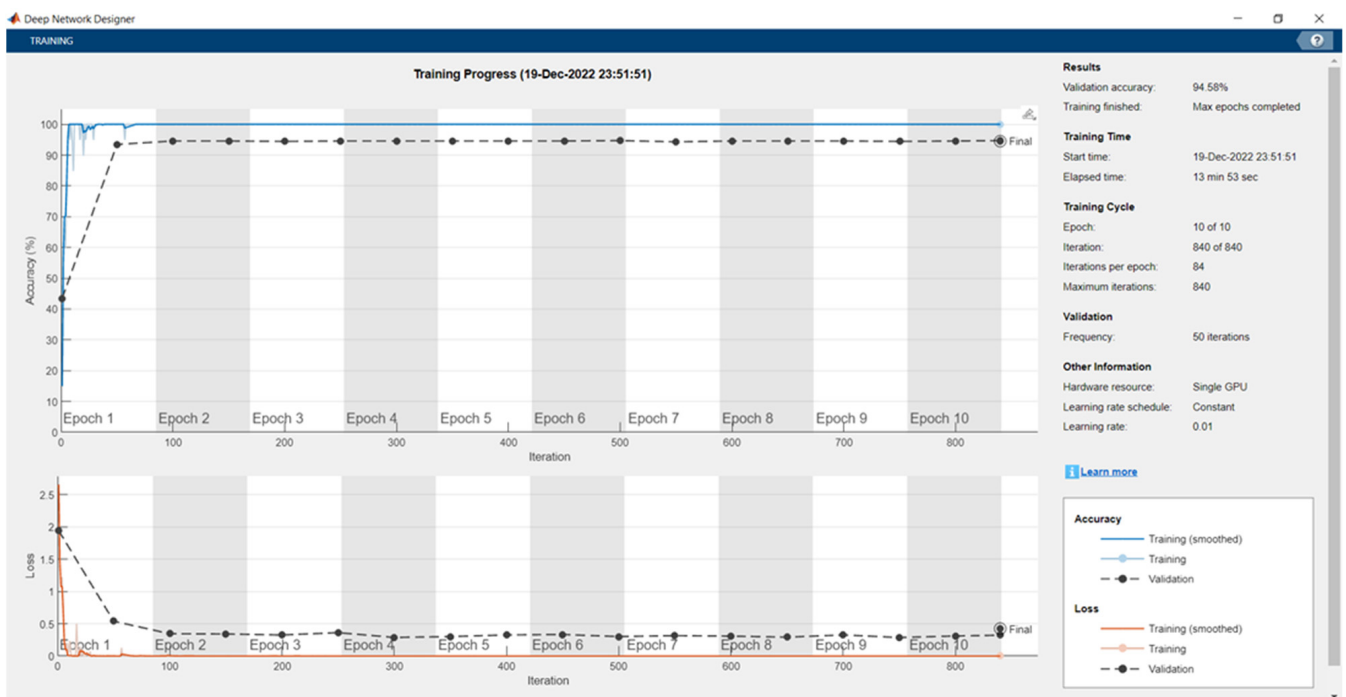 Deep Network Designer
TRAINING
?
Training Progress (19-Dec-2022 23:51:51)
100
90
80
70
60
50
40
30
20
10
0
Accuracy (%)
Final
Epoch 1 Epoch 2 Epoch 3 Epoch 4 Epoch 5 Epoch 6 Epoch 7 Epoch 8 Epoch 9 Epoch 10
0 100 200 300 400 500 600 700 800
Iteration
2.5
2
1.5
1
0.5
0
Loss
Final
Epoch 1 Epoch 2 Epoch 3 Epoch 4 Epoch 5 Epoch 6 Epoch 7 Epoch 8 Epoch 9 Epoch 10
0 100 200 300 400 500 600 700 800
Iteration
Results
Validation accuracy: 94.58%
Training finished: Max epochs completed
Training Time
Start time: 19-Dec-2022 23:51:51
Elapsed time: 13 min 53 sec
Training Cycle
Epoch: 10 of 10
Iteration: 840 of 840
Iterations per epoch: 84
Maximum iterations: 840
Validation
Frequency: 50 iterations
Other Information
Hardware resource: Single GPU
Learning rate schedule: Constant
Learning rate: 0.01
i Learn more
Accuracy
Training (smoothed)
Training
Validation
Loss
Training (smoothed)
Training
Validation